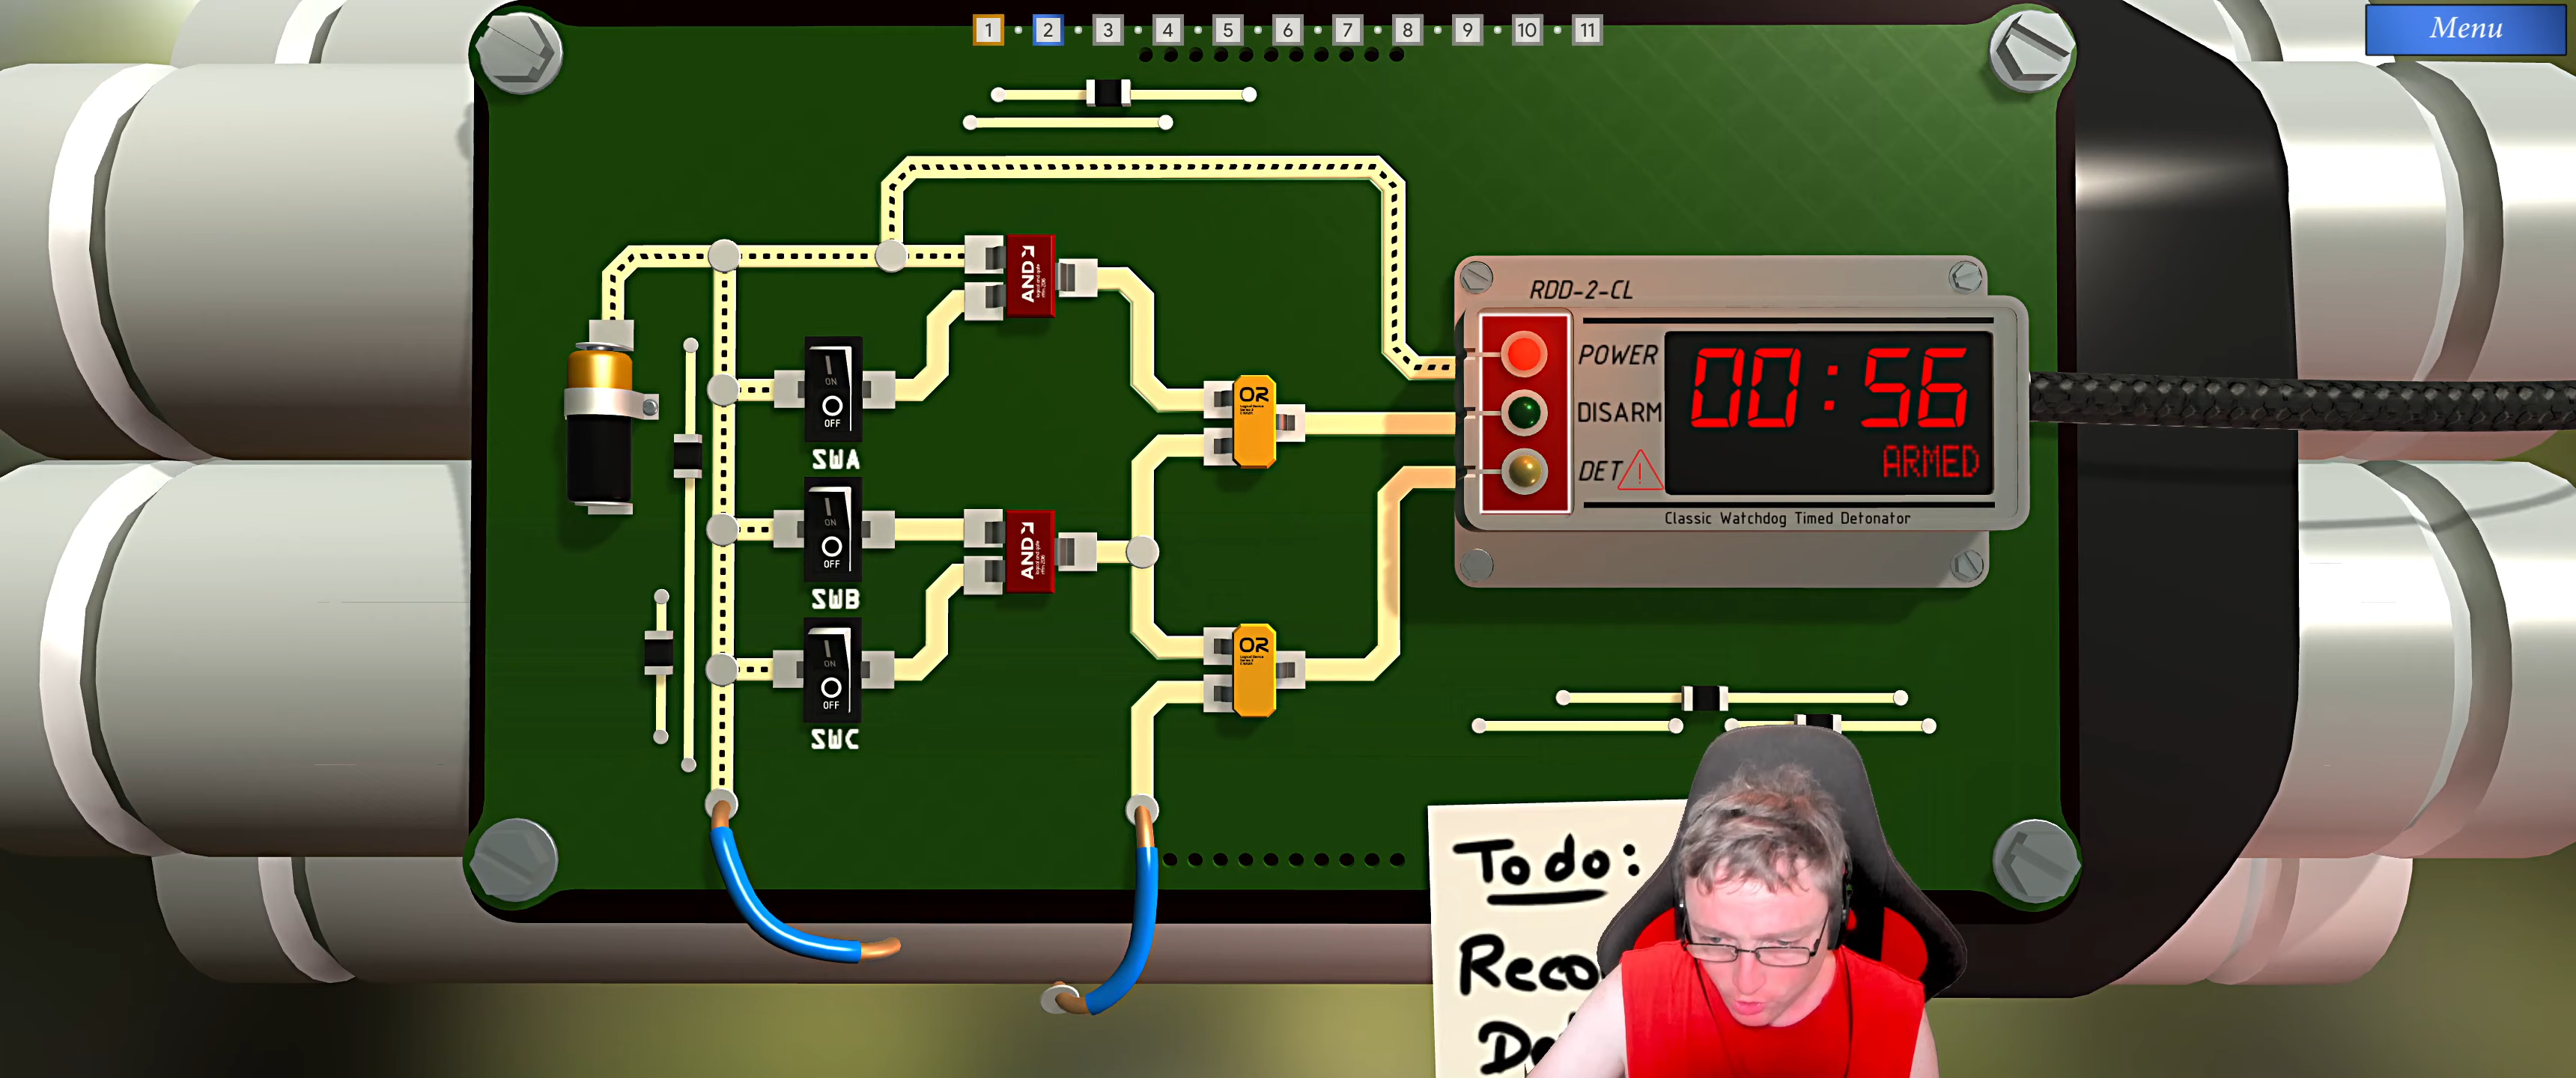 1 2 3 4 5 6 7 8 9 10 11
Menu
AND
ON
OFF
SWA
ON
OFF
SWB
ON
OFF
SWC
AND
OR
OR
RDD-2-CL
POWER
DISARM
DET
00:56
ARMED
Classic Watchdog Timed Detonator
To do: